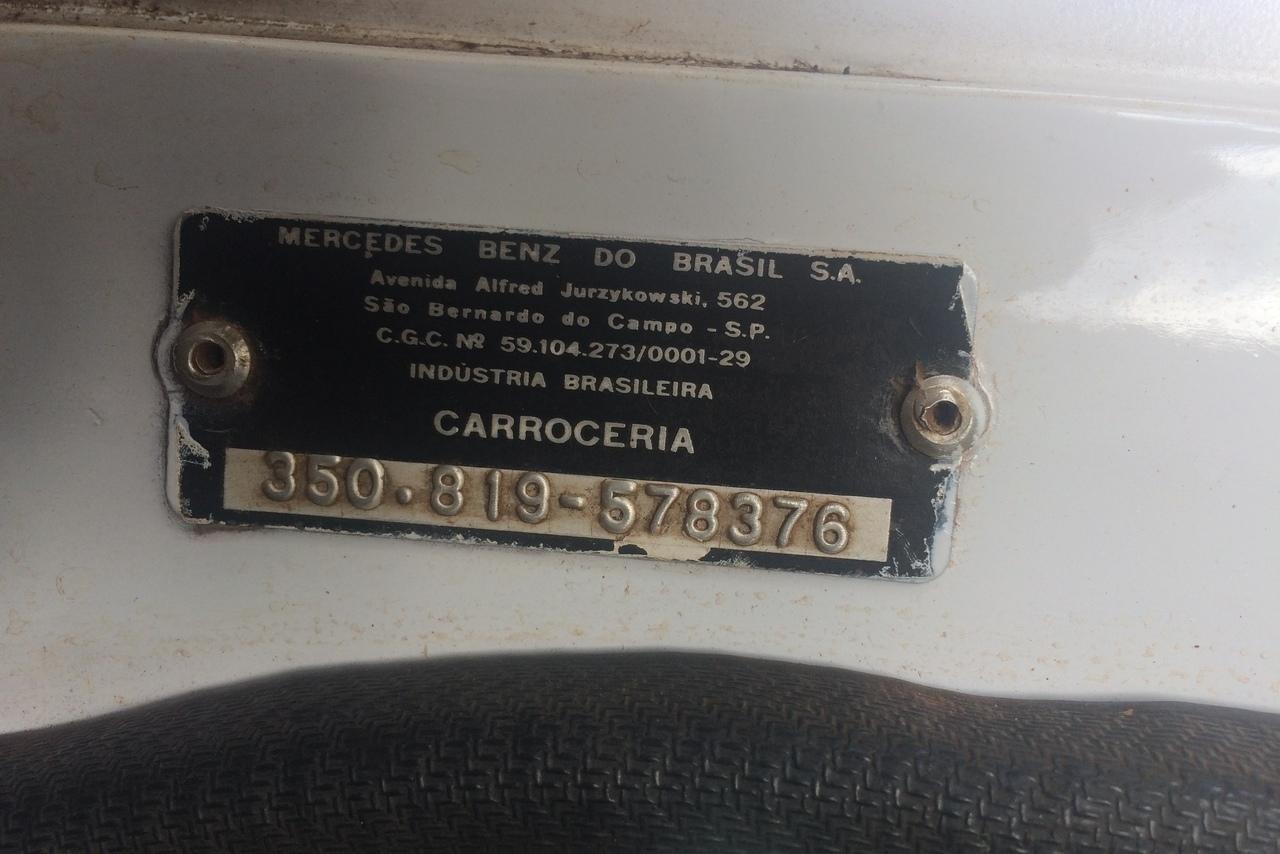 MERCEDES BENZ DO BRASIL S.A.
Avenida Alfred Jurzykowski, 562
São Bernardo do Campo - S.P.
C.G.C. Nº 59.104.273/0001-29
INDÚSTRIA BRASILEIRA
CARROCERIA
350.819-578376